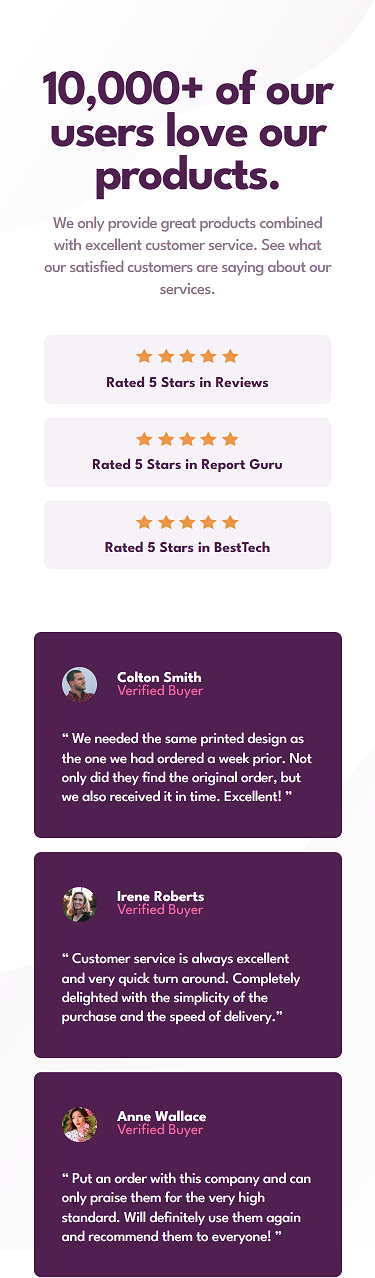 10,000+ of our
users love our
products.
We only provide great products combined
with excellent customer service. See what
our satisfied customers are saying about our
services.
Rated 5 Stars in Reviews
Rated 5 Stars in Report Guru
Rated 5 Stars in BestTech
Colton Smith
Verified Buyer
“ We needed the same printed design as
the one we had ordered a week prior. Not
only did they find the original order, but
we also received it in time. Excellent! ”
Irene Roberts
Verified Buyer
“ Customer service is always excellent
and very quick turn around. Completely
delighted with the simplicity of the
purchase and the speed of delivery.”
Anne Wallace
Verified Buyer
“ Put an order with this company and can
only praise them for the very high
standard. Will definitely use them again
and recommend them to everyone! ”